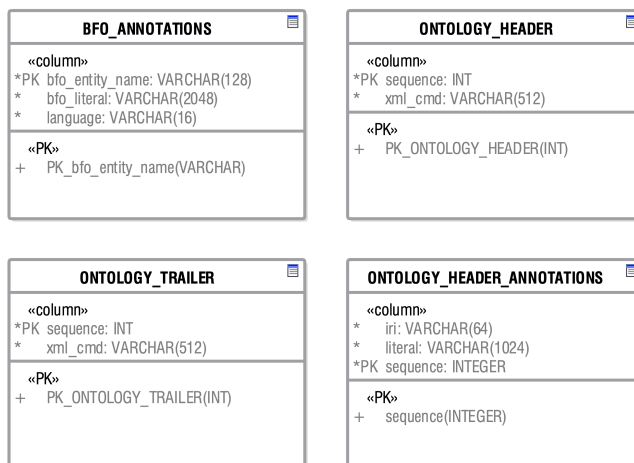 BFO_ANNOTATIONS
«column»
*PK bfo_entity_name: VARCHAR(128)
* bfo_literal: VARCHAR(2048)
* language: VARCHAR(16)
«PK»
+ PK_bfo_entity_name(VARCHAR)
ONTOLOGY_HEADER
«column»
*PK sequence: INT
* xml_cmd: VARCHAR(512)
«PK»
+ PK_ONTOLOGY_HEADER(INT)
ONTOLOGY_TRAILER
«column»
*PK sequence: INT
* xml_cmd: VARCHAR(512)
«PK»
+ PK_ONTOLOGY_TRAILER(INT)
ONTOLOGY_HEADER_ANNOTATIONS
«column»
* iri: VARCHAR(64)
* literal: VARCHAR(1024)
*PK sequence: INTEGER
«PK»
+ sequence(INTEGER)